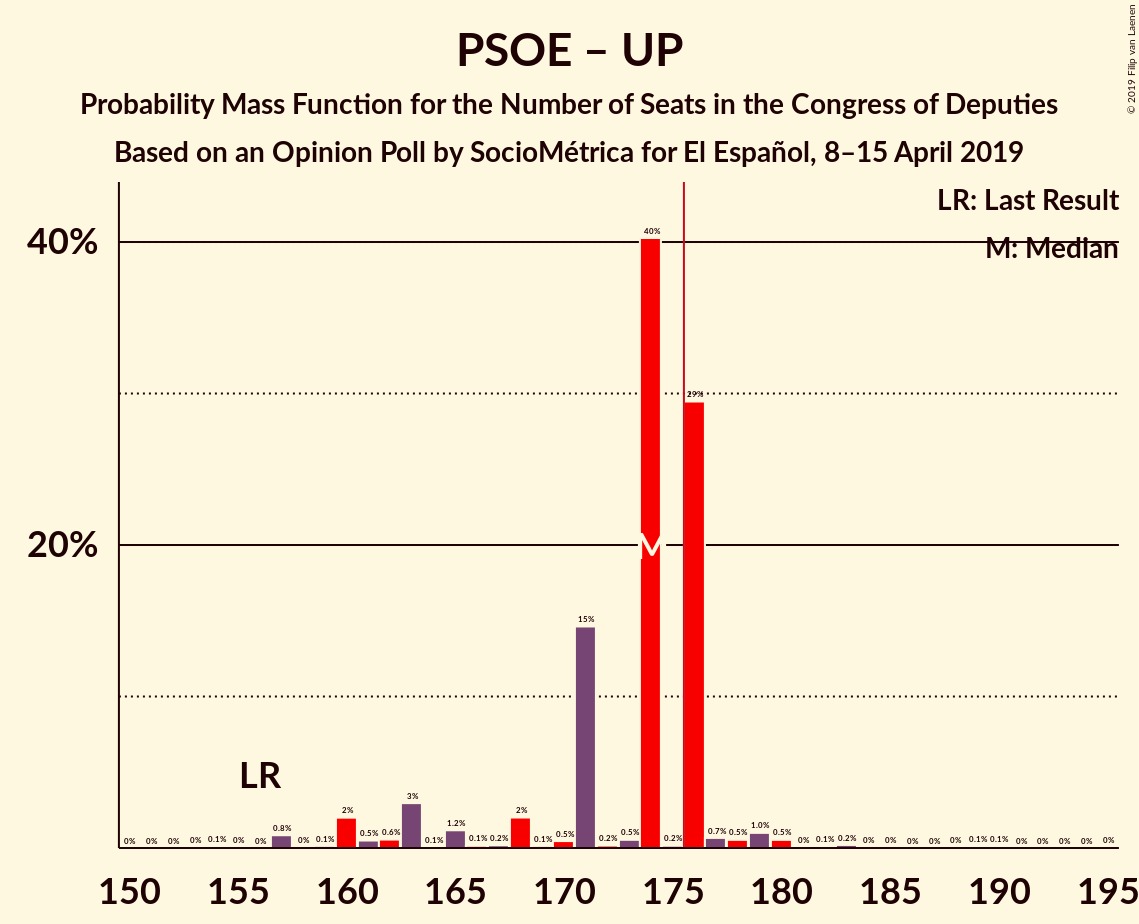 PSOE – UP
Probability Mass Function for the Number of Seats in the Congress of Deputies
Based on an Opinion Poll by SocioMétrica for El Español, 8–15 April 2019
© 2019 Filip van Laenen
LR: Last Result
M: Median
40%
20%
LR
M
0% 0% 0% 0% 0.1% 0% 0% 0.8% 0% 0.1% 2% 0.5% 0.6% 3% 0.1% 1.2% 0.1% 0.2% 2% 0.1% 0.5% 15% 0.2% 0.5% 40% 0.2% 29% 0.7% 0.5% 1.0% 0.5% 0% 0.1% 0.2% 0% 0% 0% 0% 0% 0.1% 0.1% 0% 0% 0% 0% 0%
150 155 160 165 170 175 180 185 190 195